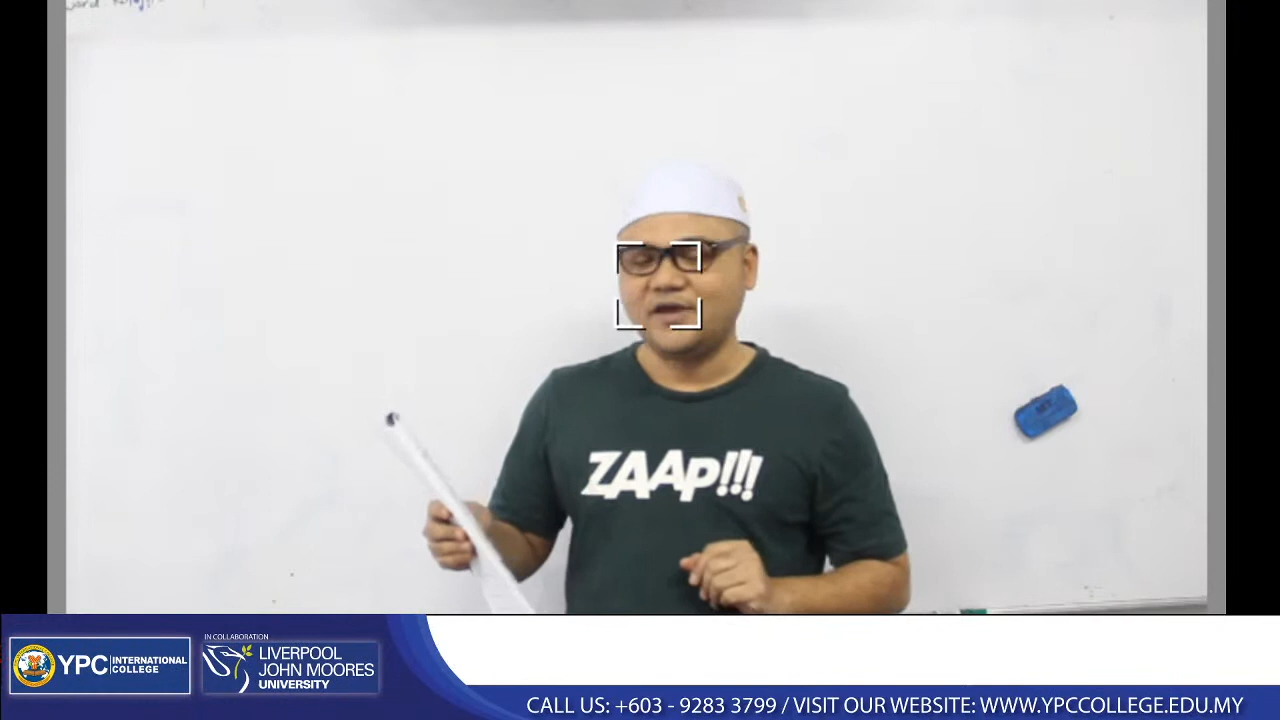 ZAAP!!!
YPC INTERNATIONAL
COLLEGE
IN COLLABORATION
LIVERPOOL
JOHN MOORES
UNIVERSITY
CALL US: +603 - 9283 3799 / VISIT OUR WEBSITE: WWW.YPCCOLLEGE.EDU.MY